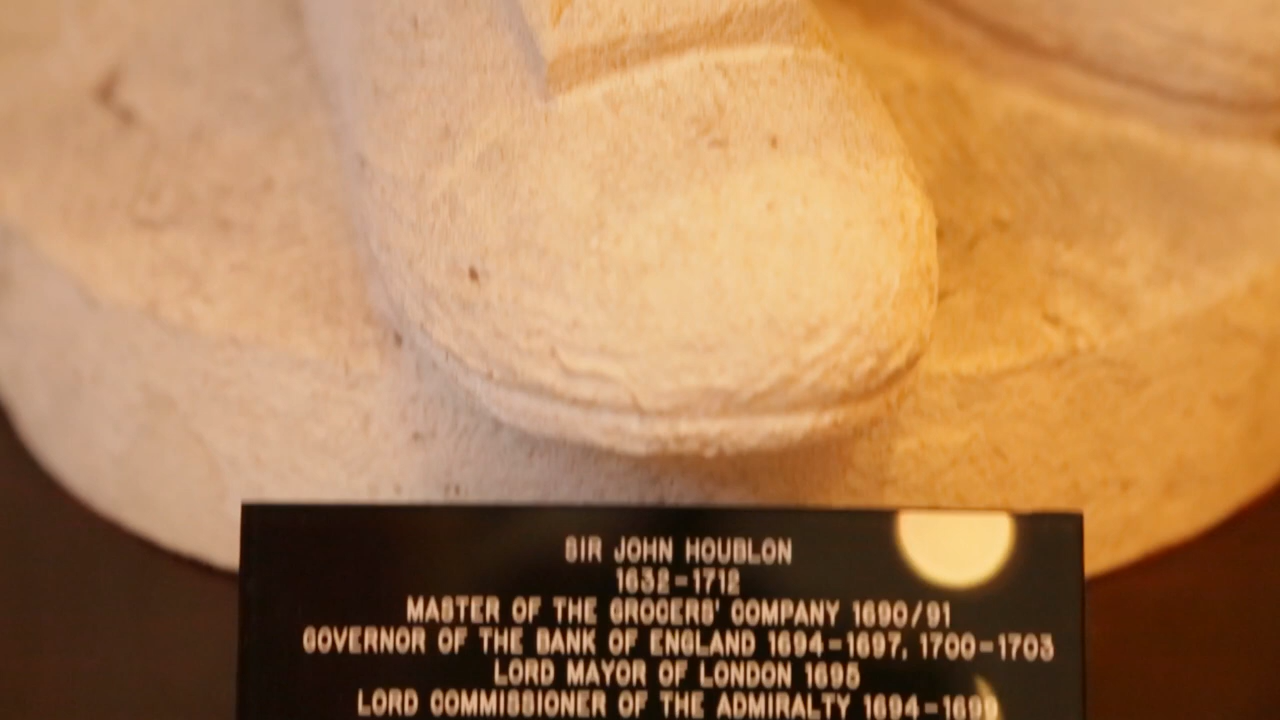 SIR JOHN HOUBLON
1632-1712
MASTER OF THE GROCERS' COMPANY 1690/91
GOVERNOR OF THE BANK OF ENGLAND 1694-1697, 1700-1703
LORD MAYOR OF LONDON 1695
LORD COMMISSIONER OF THE ADMIRALTY 1694-1699